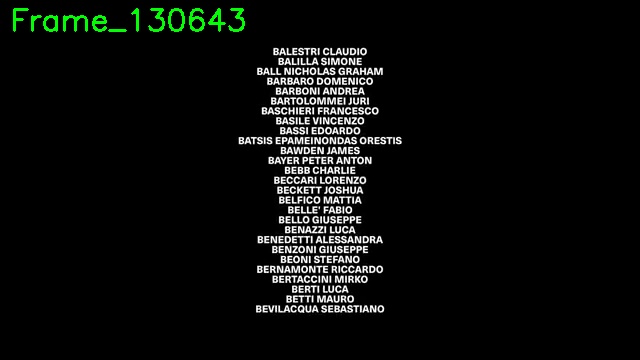 Frame_130643
BALESTRI CLAUDIO
BALILLA SIMONE
BALL NICHOLAS GRAHAM
BARBARO DOMENICO
BARBONI ANDREA
BARTOLOMMEI JURI
BASCHIERI FRANCESCO
BASILE VINCENZO
BASSI EDOARDO
BATSIS EPAMEINONDAS ORESTIS
BAWDEN JAMES
BAYER PETER ANTON
BEBB CHARLIE
BECCARI LORENZO
BECKETT JOSHUA
BELFICO MATTIA
BELLE' FABIO
BELLO GIUSEPPE
BENAZZI LUCA
BENEDETTI ALESSANDRA
BENZONI GIUSEPPE
BEONI STEFANO
BERNAMONTE RICCARDO
BERTACCINI MIRKO
BERTI LUCA
BETTI MAURO
BEVILACQUA SEBASTIANO